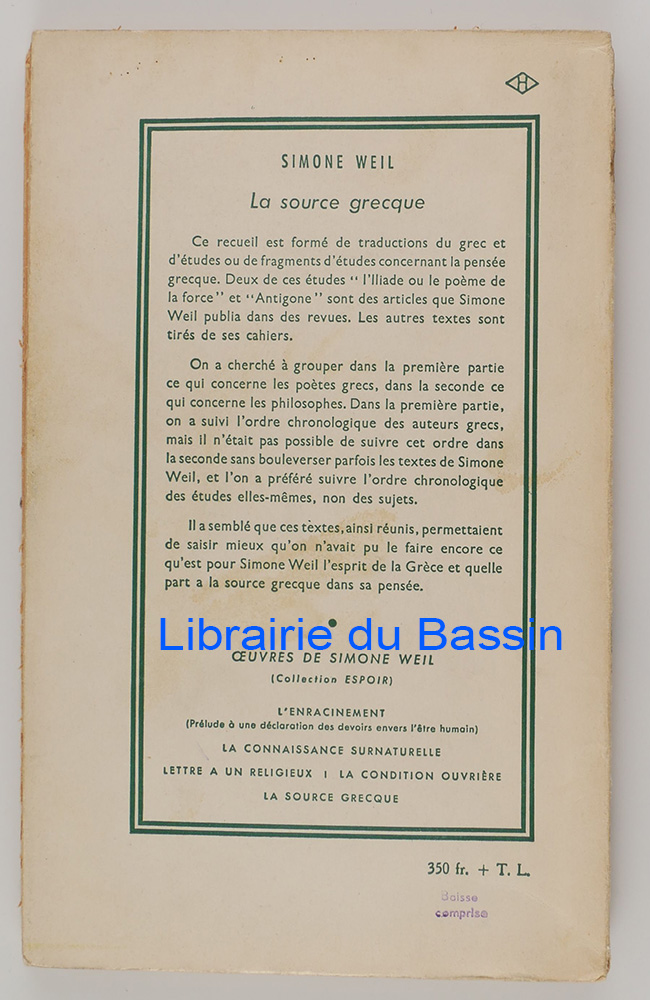 H
SIMONE WEIL
La source grecque
Ce recueil est formé de traductions du grec et
d'études ou de fragments d'études concernant la pensée
grecque. Deux de ces études “ l'Iliade ou le poème de
la force” et “Antigone” sont des articles que Simone
Weil publia dans des revues. Les autres textes sont
tirés de ses cahiers.
On a cherché à grouper dans la première partie
ce qui concerne les poètes grecs, dans la seconde ce
qui concerne les philosophes. Dans la première partie,
on a suivi l'ordre chronologique des auteurs grecs,
mais il n'était pas possible de suivre cet ordre dans
la seconde sans bouleverser parfois les textes de Simone
Weil, et l'on a préféré suivre l'ordre chronologique
des études elles-mêmes, non des sujets.
Il a semblé que ces textes, ainsi réunis, permettaient
de saisir mieux qu'on n'avait pu le faire encore ce
qu'est pour Simone Weil l'esprit de la Grèce et quelle
part a la source grecque dans sa pensée.
Librairie du Bassin
ŒUVRES DE SIMONE WEIL
(Collection ESPOIR)
L'ENRACINEMENT
(Prélude à une déclaration des devoirs envers l'être humain)
LA CONNAISSANCE SURNATURELLE
LETTRE A UN RELIGIEUX I LA CONDITION OUVRIÈRE
LA SOURCE GRECQUE
350 fr. + T. L.
Baisse
comprise